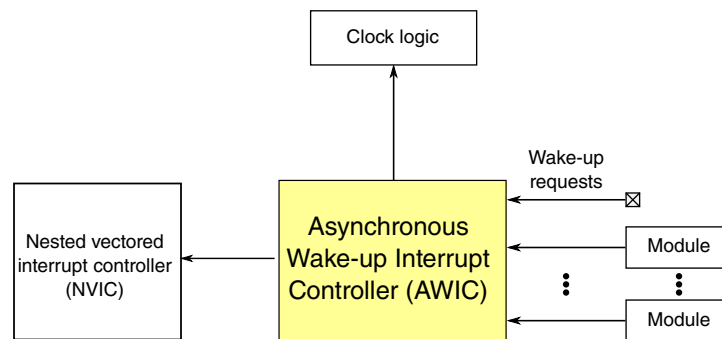 Clock logic
Wake-up
requests
Nested vectored
interrupt controller
(NVIC)
Asynchronous
Wake-up Interrupt
Controller (AWIC)
Module
Module